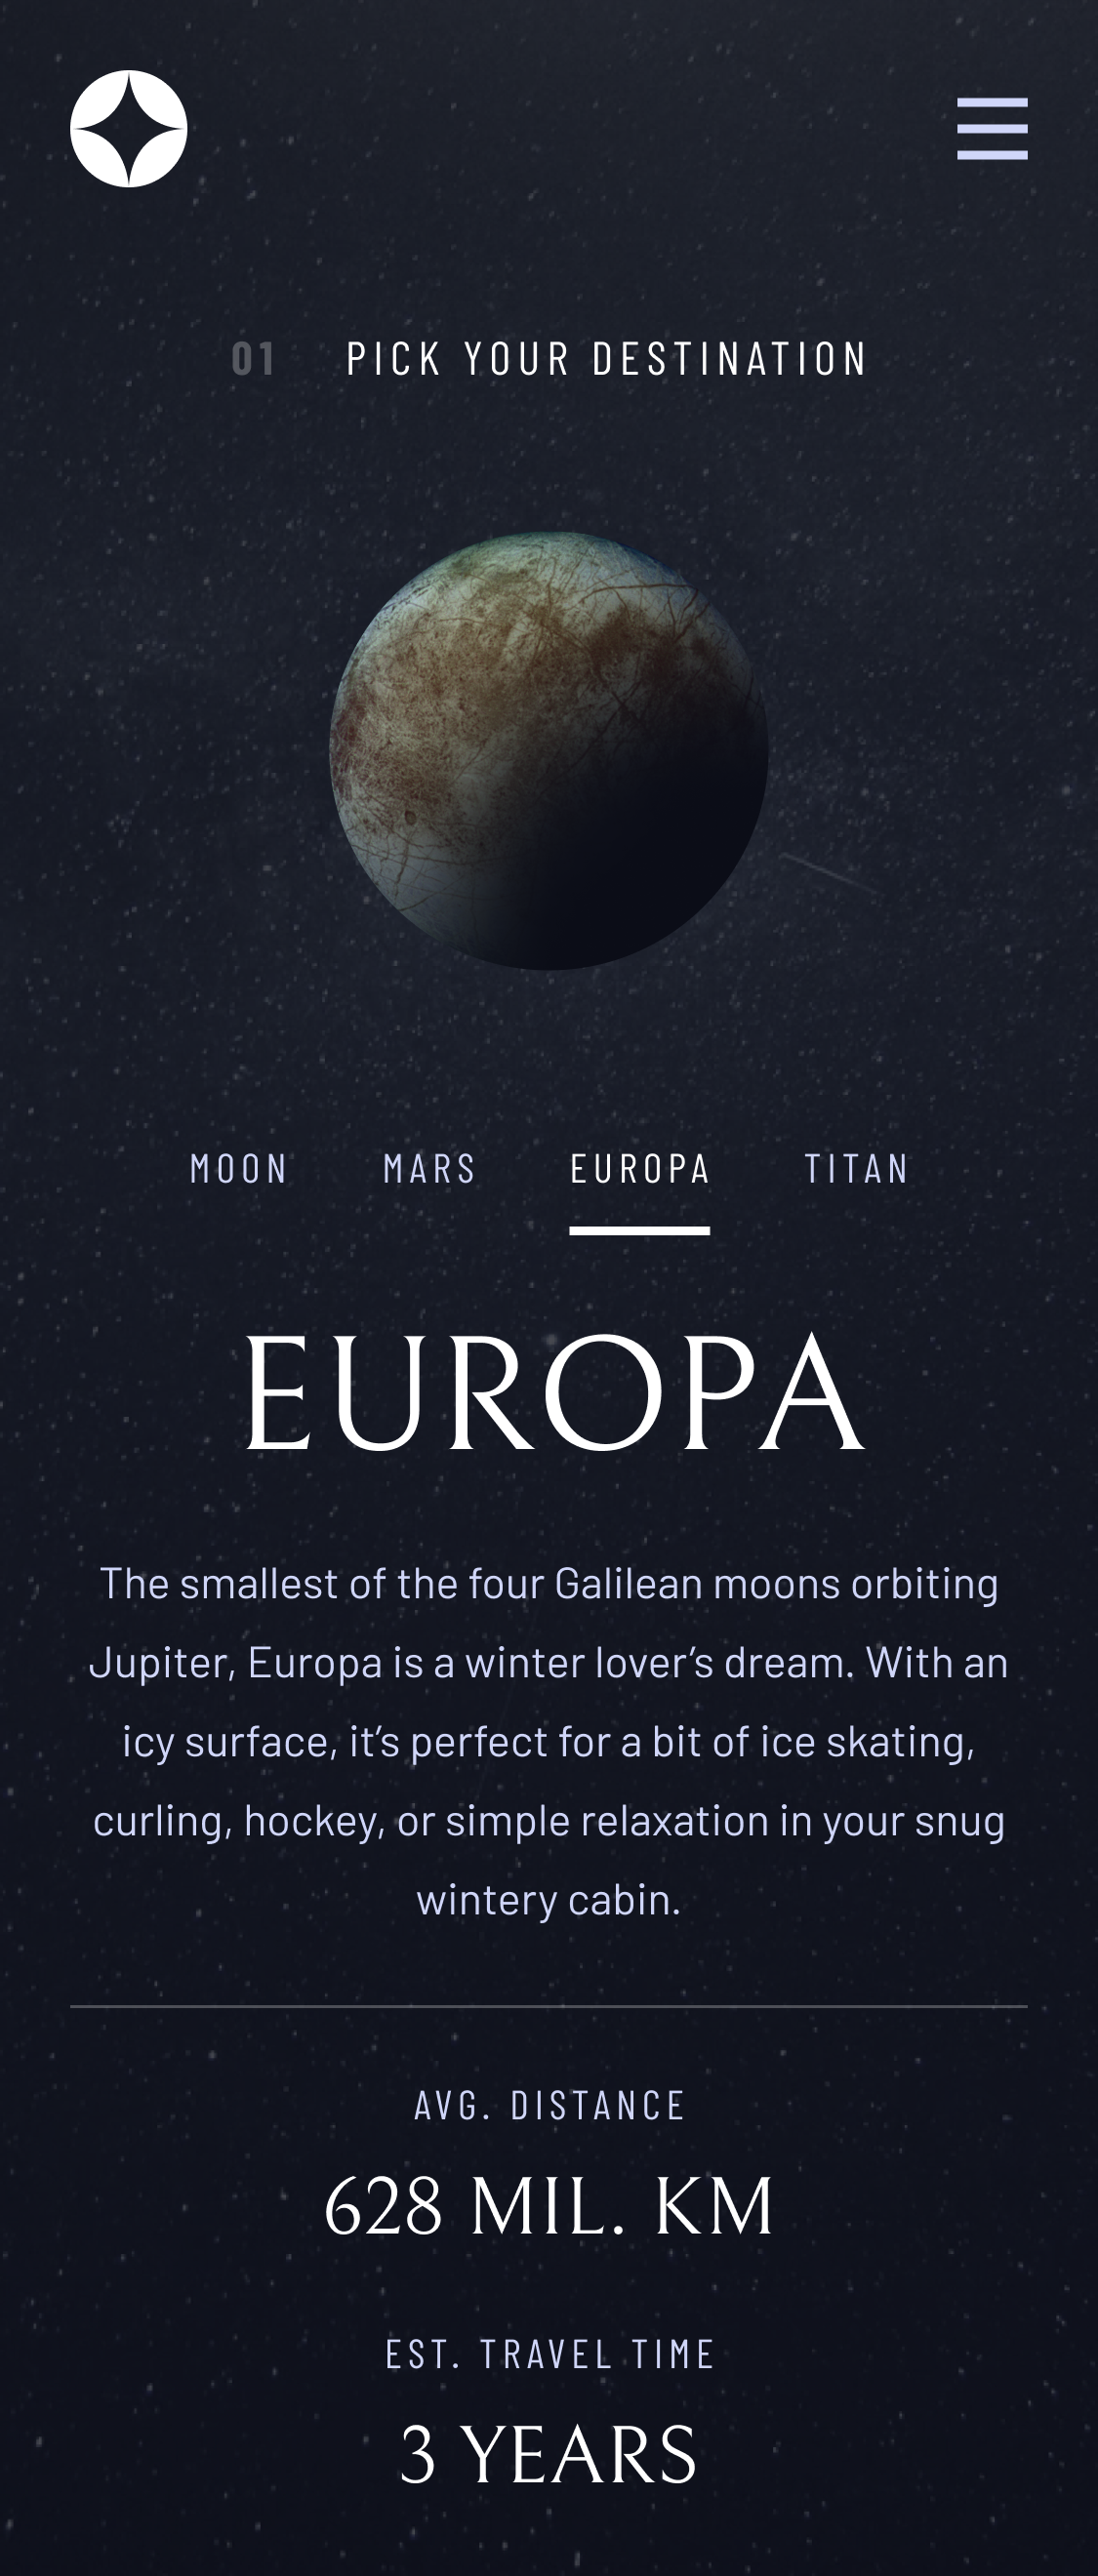 01 PICK YOUR DESTINATION
MOON MARS EUROPA TITAN
EUROPA
The smallest of the four Galilean moons orbiting
Jupiter, Europa is a winter lover’s dream. With an
icy surface, it’s perfect for a bit of ice skating,
curling, hockey, or simple relaxation in your snug
wintery cabin.
AVG. DISTANCE
628 MIL. KM
EST. TRAVEL TIME
3 YEARS